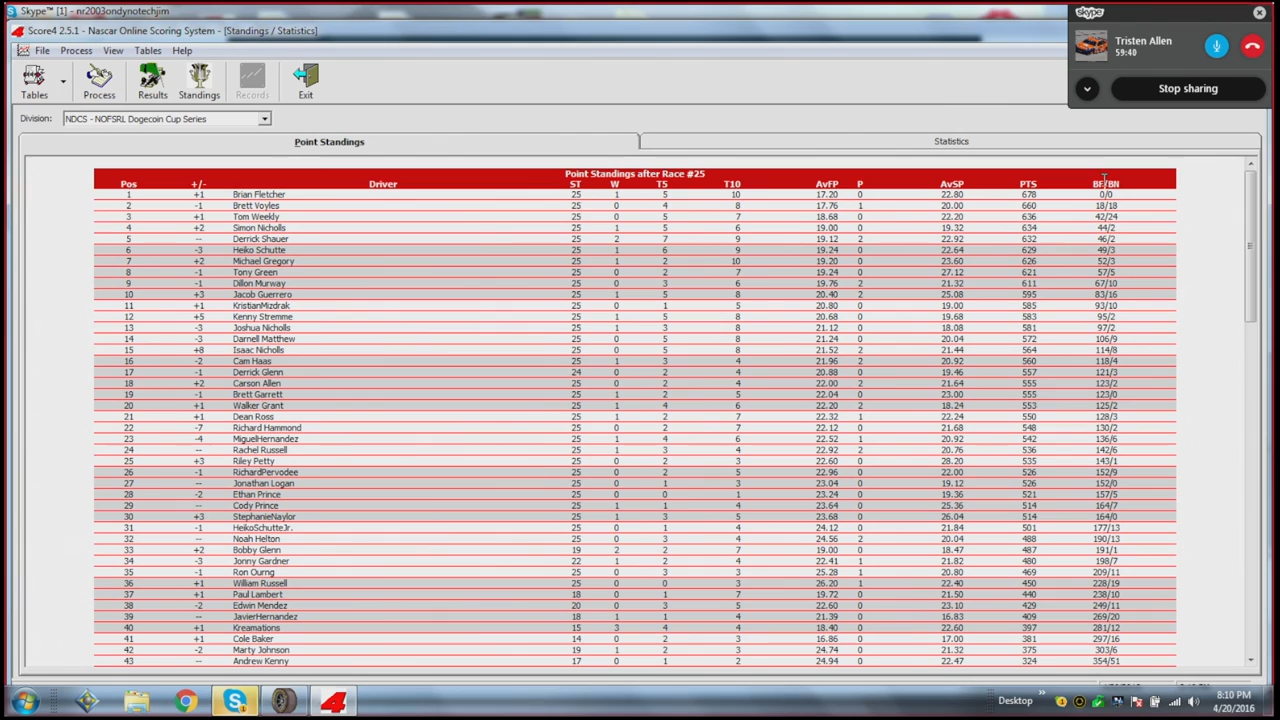 Skype™ [1] - nr2003ondynotechjim
Score4 2.5.1 - Nascar Online Scoring System - [Standings / Statistics]
File Process View Tables Help
Tables Process Results Standings Records Exit
skype
Tristen Allen
59:40
Stop sharing
Division: NDCS - NOFSRL Dogecoin Cup Series
Point Standings Statistics
Point Standings after Race #25
Pos +/- Driver ST W T5 T10 AvFP P AvSP PTS BF/BN
1 +1 Brian Fletcher 25 1 5 10 17.20 0 22.80 678 0/0
2 -1 Brett Voyles 25 0 4 8 17.76 1 20.00 660 18/18
3 +1 Tom Weekly 25 0 5 7 18.68 0 22.20 636 42/24
4 +2 Simon Nicholls 25 1 5 6 19.00 0 19.32 634 44/2
5 -- Derrick Shauer 25 2 7 9 19.12 2 22.92 632 46/2
6 -3 Heiko Schutte 25 1 6 9 19.24 0 22.64 629 49/3
7 +2 Michael Gregory 25 1 2 10 19.20 0 23.60 626 52/3
8 -1 Tony Green 25 0 2 7 19.24 0 27.12 621 57/5
9 -1 Dillon Murway 25 0 3 6 19.76 2 21.32 611 67/10
10 +3 Jacob Guerrero 25 1 5 8 20.40 2 25.08 595 83/16
11 +1 KristianMizdrak 25 0 1 5 20.80 0 19.00 585 93/10
12 +5 Kenny Stremme 25 1 5 8 20.68 0 19.68 583 95/2
13 -3 Joshua Nicholls 25 1 3 8 21.12 0 18.08 581 97/2
14 -3 Darnell Matthew 25 0 5 8 21.24 0 20.04 572 106/9
15 +8 Isaac Nicholls 25 0 5 8 21.52 2 21.44 564 114/8
16 -2 Cam Haas 25 1 3 4 21.96 2 20.92 560 118/4
17 -1 Derrick Glenn 24 0 2 4 20.88 0 19.46 557 121/3
18 +2 Carson Allen 25 0 2 4 22.00 2 21.64 555 123/2
19 -1 Brett Garrett 25 1 2 5 22.04 0 23.00 555 123/0
20 +1 Walker Grant 25 1 4 6 22.20 2 18.24 553 125/2
21 +1 Dean Ross 25 1 2 7 22.32 1 22.24 550 128/3
22 -7 Richard Hammond 25 0 2 7 22.12 0 21.68 548 130/2
23 -4 MiguelHernandez 25 1 4 6 22.52 1 20.92 542 136/6
24 -- Rachel Russell 25 1 3 4 22.92 2 20.76 536 142/6
25 +3 Riley Petty 25 0 2 3 22.60 0 28.20 535 143/1
26 -1 RichardPervodee 25 0 2 5 22.96 0 22.00 526 152/9
27 -- Jonathan Logan 25 0 1 3 23.54 0 19.12 526 152/0
28 -2 Ethan Prince 25 0 0 1 23.24 0 19.36 521 157/5
29 -- Cody Prince 25 1 1 4 23.56 0 25.36 514 164/7
30 +3 StephanieNaylor 25 1 3 5 23.68 0 26.04 514 164/0
31 -1 HeikoSchutteJr. 25 0 1 4 24.12 0 21.84 501 177/13
32 -- Noah Helton 25 0 3 4 24.56 2 20.04 488 190/13
33 +2 Bobby Glenn 19 2 2 7 19.00 0 18.47 487 191/1
34 -3 Jonny Gardner 22 1 2 4 22.41 1 21.82 480 198/7
35 -1 Ron Ourng 25 0 3 3 25.28 1 20.80 469 209/11
36 +1 William Russell 25 0 0 3 26.20 1 22.40 450 228/19
37 +1 Paul Lambert 18 0 1 7 19.72 0 21.50 440 238/10
38 -2 Edwin Mendez 20 0 3 5 22.60 0 23.10 429 249/11
39 -- JavierHernandez 18 1 1 4 21.39 0 16.83 409 269/20
40 +1 Kreamations 15 3 4 4 18.40 0 22.60 397 281/12
41 +1 Cole Baker 14 0 2 3 16.86 0 17.00 381 297/16
42 -2 Marty Johnson 19 1 2 3 24.74 0 21.32 375 303/6
43 -- Andrew Kenny 17 0 1 2 24.94 0 22.47 324 354/51
Desktop
8:10 PM
4/20/2016